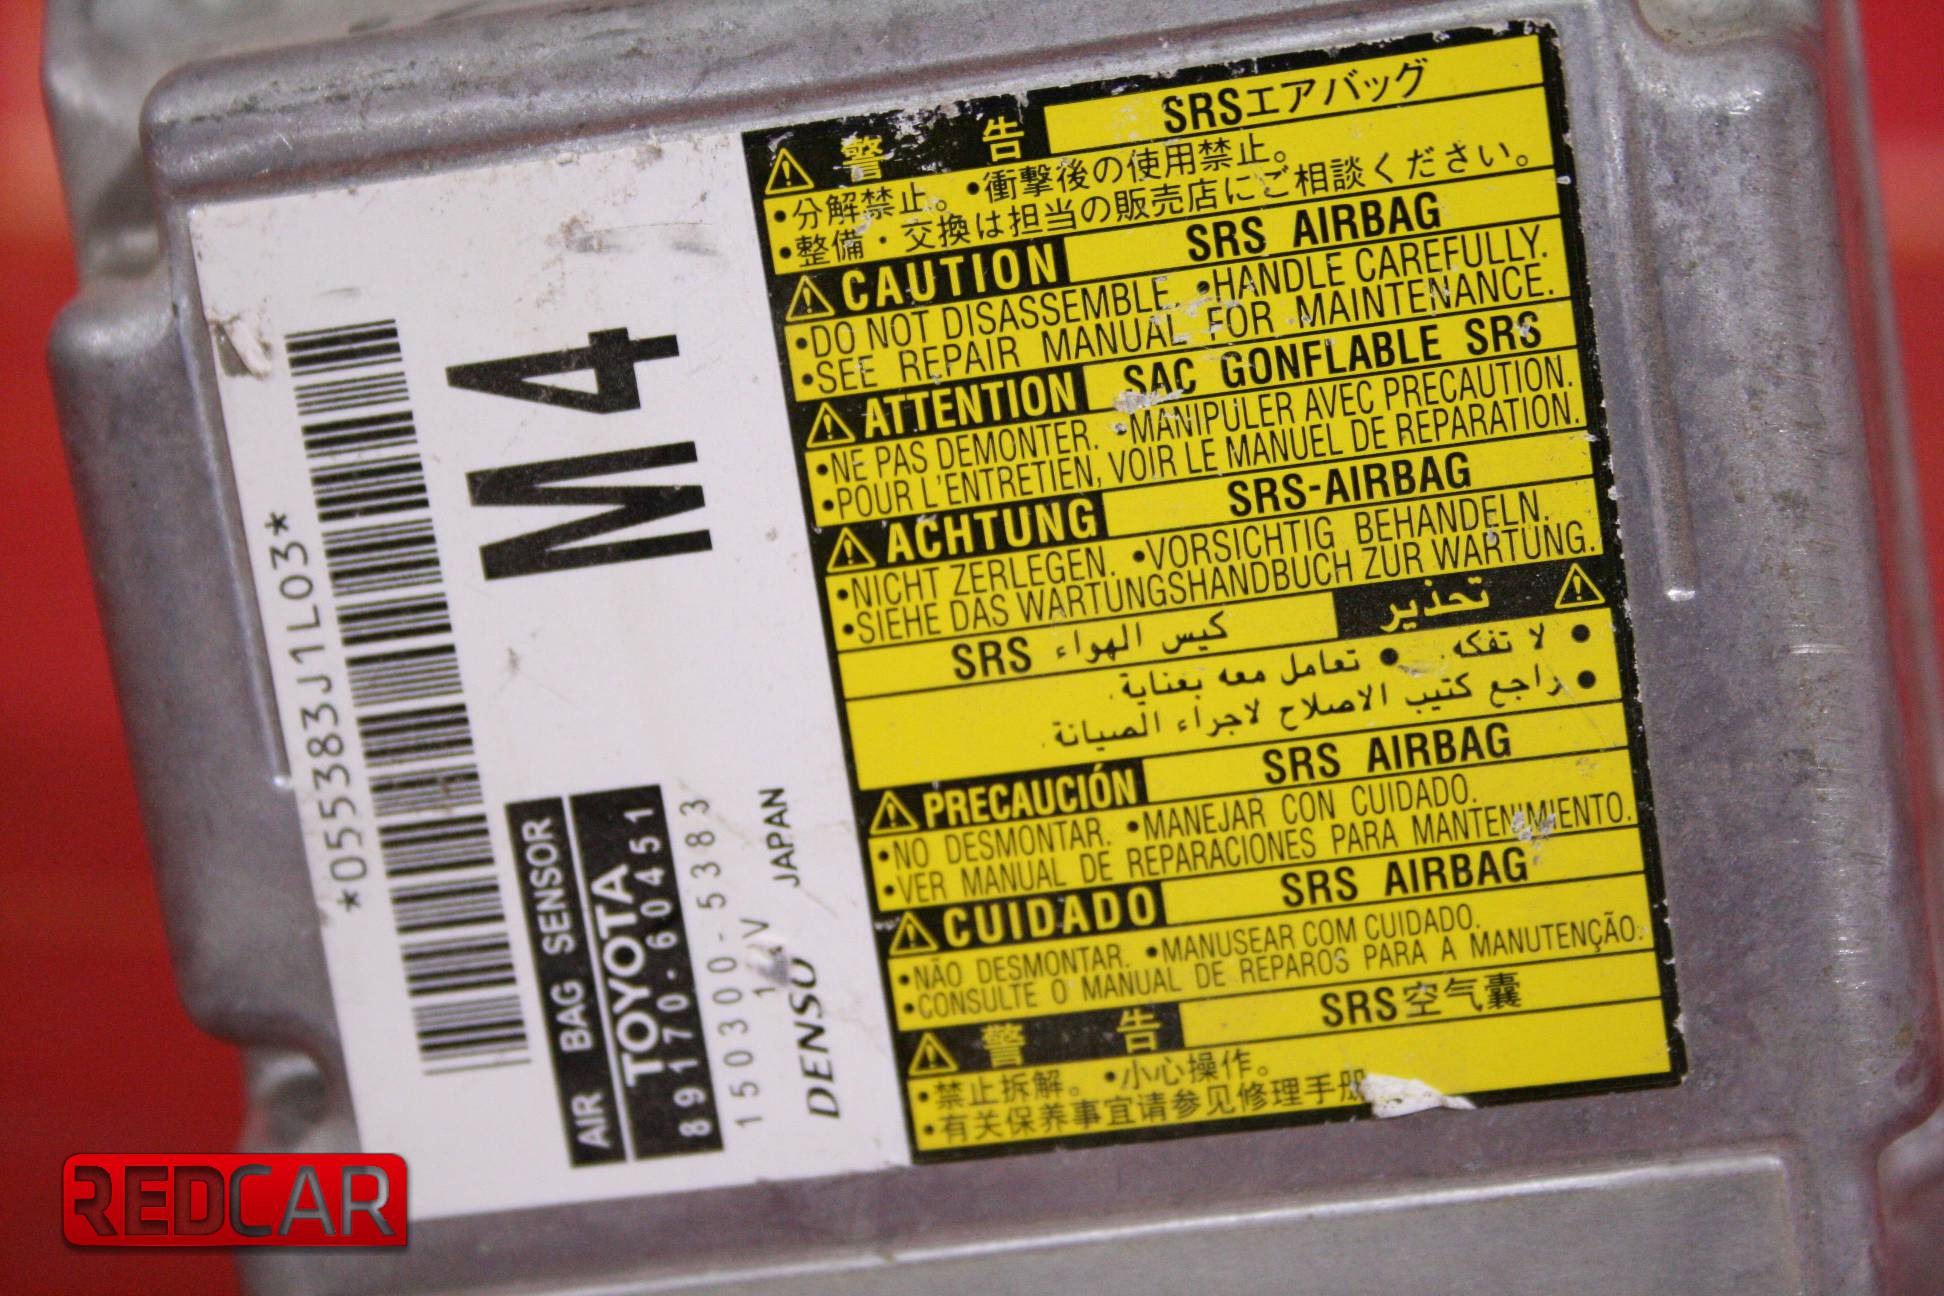 *055383J1L03*
M4
AIR BAG SENSOR
TOYOTA
89170-60451
150300-5383
JAPAN
DENSO
警告 SRSエアバッグ
•分解禁止。 •衝撃後の使用禁止。
•整備・交換は担当の販売店にご相談ください。
CAUTION SRS AIRBAG
•DO NOT DISASSEMBLE. •HANDLE CAREFULLY.
•SEE REPAIR MANUAL FOR MAINTENANCE.
ATTENTION SAC GONFLABLE SRS
•NE PAS DEMONTER. •MANIPULER AVEC PRECAUTION.
•POUR L'ENTRETIEN, VOIR LE MANUEL DE REPARATION.
ACHTUNG SRS-AIRBAG
•NICHT ZERLEGEN. •VORSICHTIG BEHANDELN.
•SIEHE DAS WARTUNGSHANDBUCH ZUR WARTUNG.
تحذير كيس الهواء SRS
• لا تفكه. • تعامل معه بعناية.
• راجع كتيب الاصلاح لاجراء الصيانة.
PRECAUCIÓN SRS AIRBAG
•NO DESMONTAR. •MANEJAR CON CUIDADO.
•VER MANUAL DE REPARACIONES PARA MANTENIMIENTO.
CUIDADO SRS AIRBAG
•NÃO DESMONTAR. •MANUSEAR COM CUIDADO.
•CONSULTE O MANUAL DE REPAROS PARA A MANUTENÇÃO.
警告 SRS空气囊
•禁止拆解。 •小心操作。
•有关保养事宜请参见修理手册
REDCAR